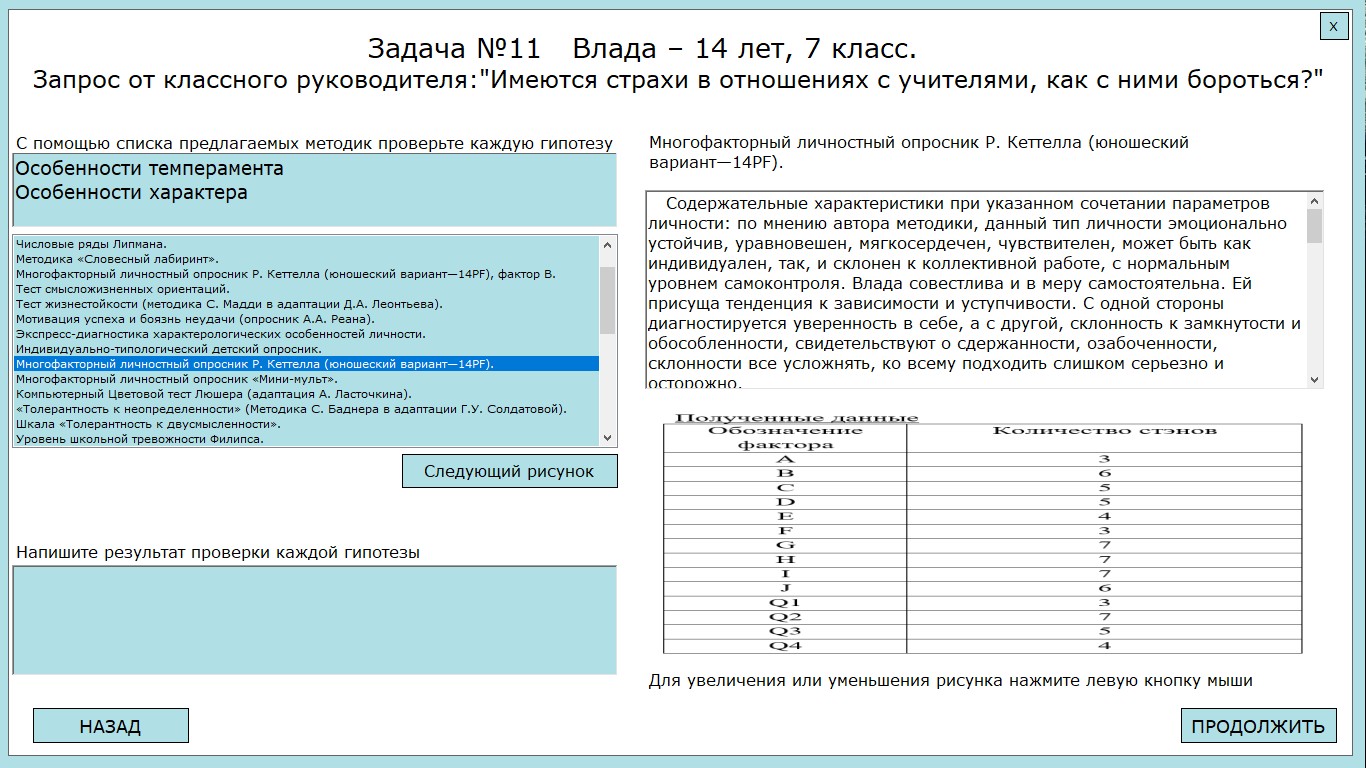 X
Задача №11 Влада – 14 лет, 7 класс.
Запрос от классного руководителя:"Имеются страхи в отношениях с учителями, как с ними бороться?"
С помощью списка предлагаемых методик проверьте каждую гипотезу
Особенности темперамента
Особенности характера
Числовые ряды Липмана.
Методика «Словесный лабиринт».
Многофакторный личностный опросник Р. Кеттелла (юношеский вариант—14PF), фактор В.
Тест смысложизненных ориентаций.
Тест жизнестойкости (методика С. Мадди в адаптации Д.А. Леонтьева).
Мотивация успеха и боязнь неудачи (опросник А.А. Реана).
Экспресс-диагностика характерологических особенностей личности.
Индивидуально-типологический детский опросник.
Многофакторный личностный опросник Р. Кеттелла (юношеский вариант—14PF).
Многофакторный личностный опросник «Мини-мульт».
Компьютерный Цветовой тест Люшера (адаптация А. Ласточкина).
«Толерантность к неопределенности» (Методика С. Баднера в адаптации Г.У. Солдатовой).
Шкала «Толерантность к двусмысленности».
Уровень школьной тревожности Филипса.
Следующий рисунок
Напишите результат проверки каждой гипотезы
НАЗАД
Многофакторный личностный опросник Р. Кеттелла (юношеский
вариант—14PF).
Содержательные характеристики при указанном сочетании параметров
личности: по мнению автора методики, данный тип личности эмоционально
устойчив, уравновешен, мягкосердечен, чувствителен, может быть как
индивидуален, так, и склонен к коллективной работе, с нормальным
уровнем самоконтроля. Влада совестлива и в меру самостоятельна. Ей
присуща тенденция к зависимости и уступчивости. С одной стороны
диагностируется уверенность в себе, а с другой, склонность к замкнутости и
обособленности, свидетельствуют о сдержанности, озабоченности,
склонности все усложнять, ко всему подходить слишком серьезно и
осторожно.
Полученные данные
Обозначение фактора Количество стэнов
A 3
B 6
C 5
D 5
E 4
F 3
G 7
H 7
I 7
J 6
Q1 3
Q2 7
Q3 5
Q4 4
Для увеличения или уменьшения рисунка нажмите левую кнопку мыши
ПРОДОЛЖИТЬ